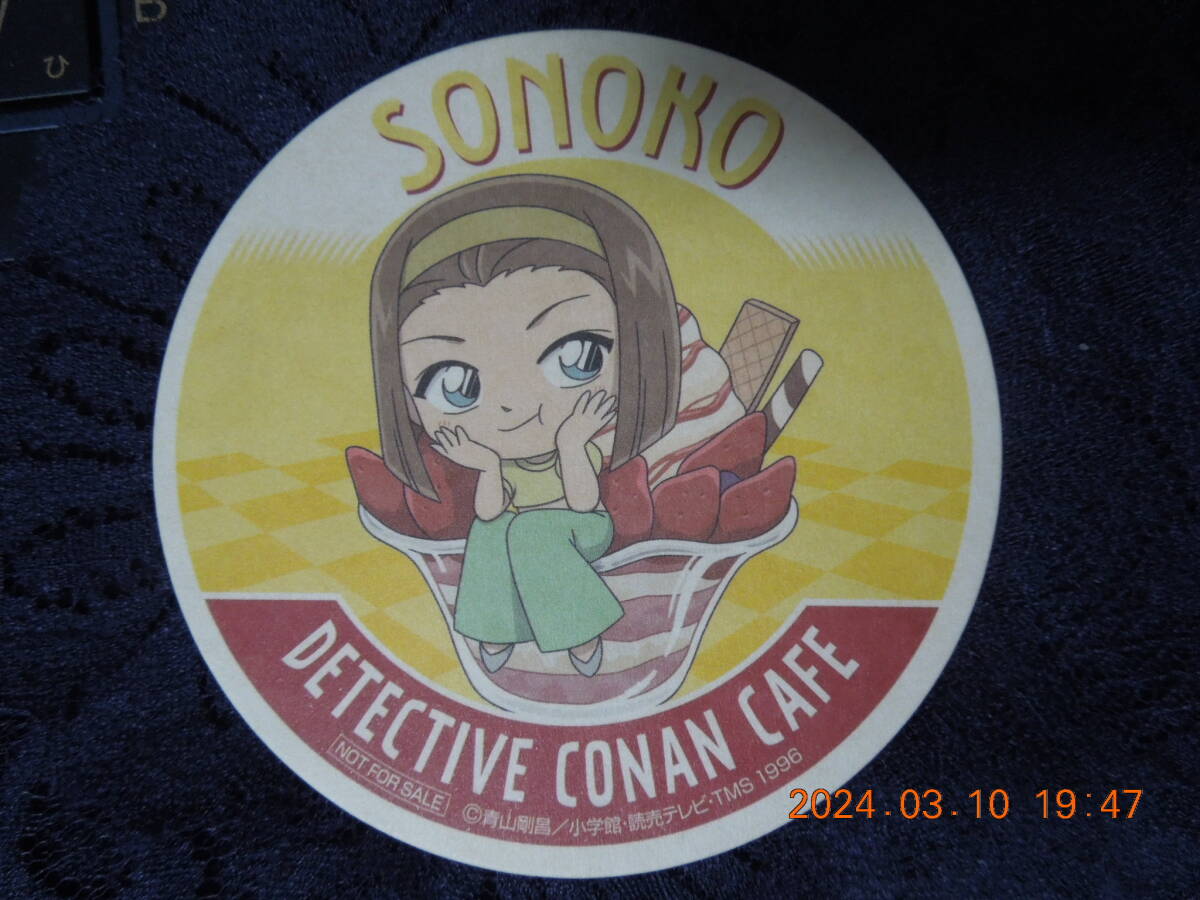 B
ひ
SONOKO
DETECTIVE CONAN CAFE
NOT FOR SALE
©青山剛昌／小学館・読売テレビ・TMS 1996
2024.03.10 19:47